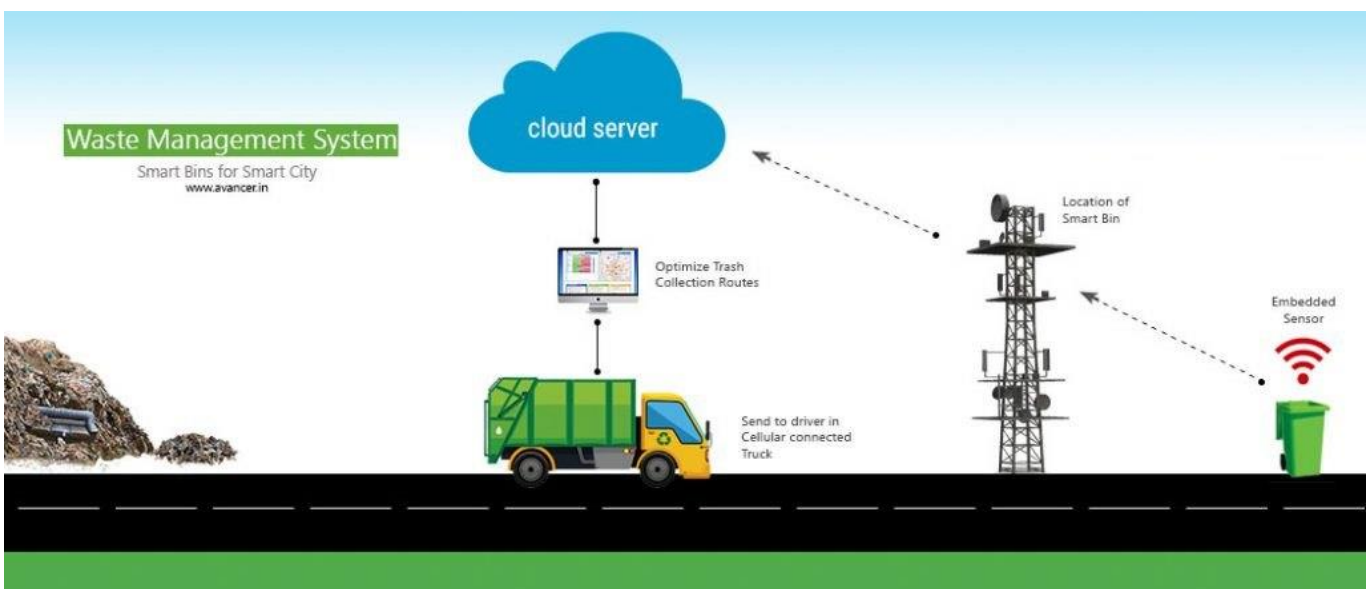 Waste Management System
Smart Bins for Smart City
www.avancer.in
cloud server
Location of
Smart Bin
Optimize Trash
Collection Routes
Embedded
Sensor
Send to driver in
Cellular connected
Truck